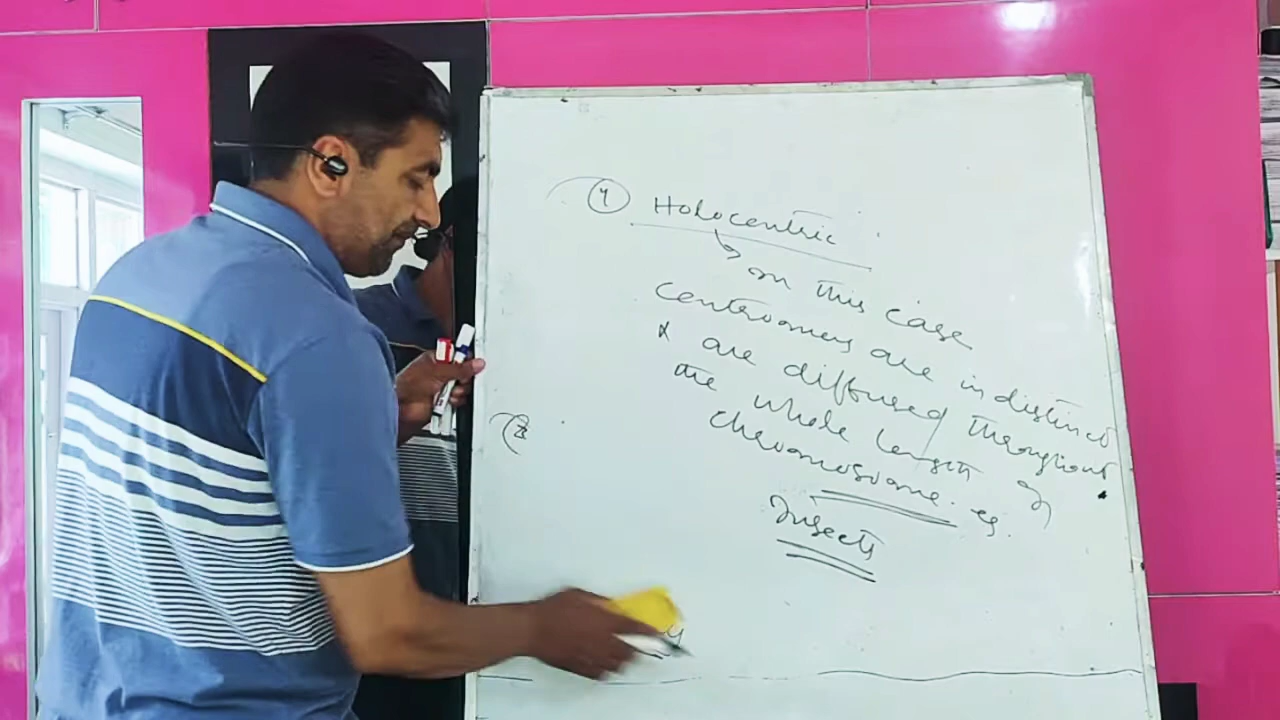 4 Holocentric
In this case
Centromeres are indistinct
& are diffused throughout
the whole length of
Chromosome. eg.
Insects